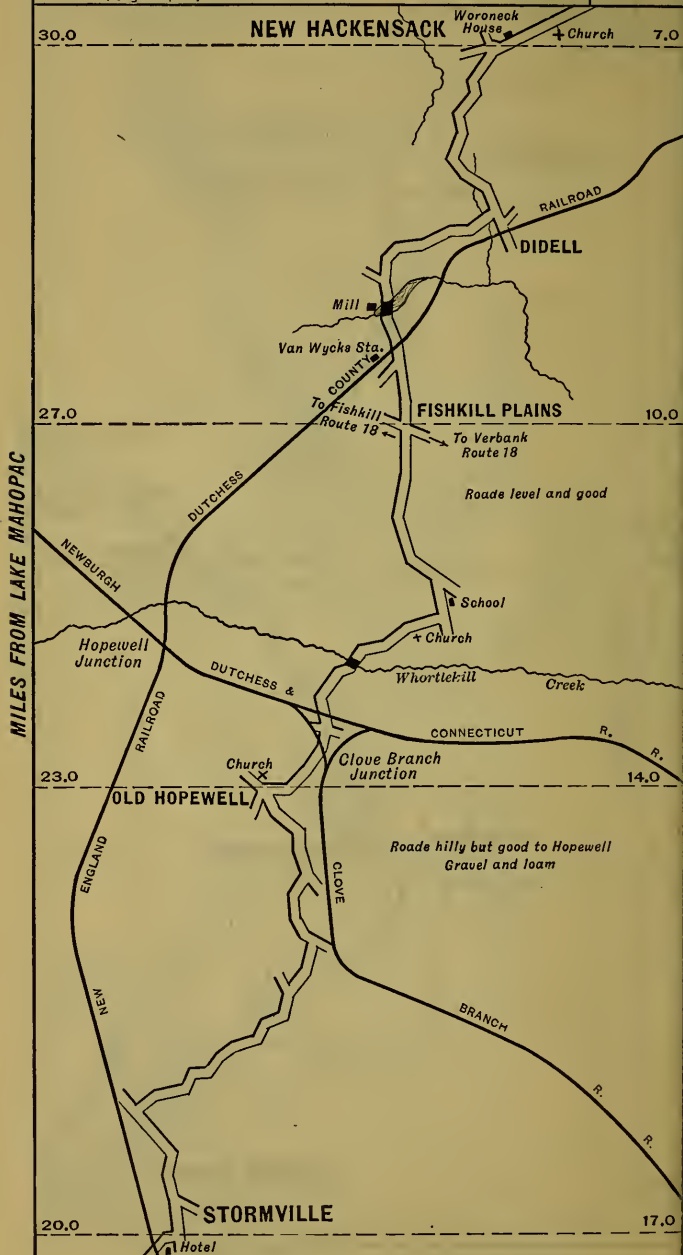 NEW HACKENSACK
Woroneck
House
Church
30.0
7.0
RAILROAD
DIDELL
Mill
Van Wycks Sta.
COUNTY
To Fishkill
Route 18
FISHKILL PLAINS
27.0
10.0
To Verbank
Route 18
DUTCHESS
Roads level and good
MILES FROM LAKE MAHOPAC
NEWBURGH
School
Church
Hopewell
Junction
DUTCHESS &
Whortlekill
Creek
RAILROAD
CONNECTICUT
R.
R.
Church
Clove Branch
Junction
23.0
14.0
OLD HOPEWELL
Roads hilly but good to Hopewell
Gravel and loam
ENGLAND
CLOVE
NEW
BRANCH
R.
R.
STORMVILLE
20.0
17.0
Hotel